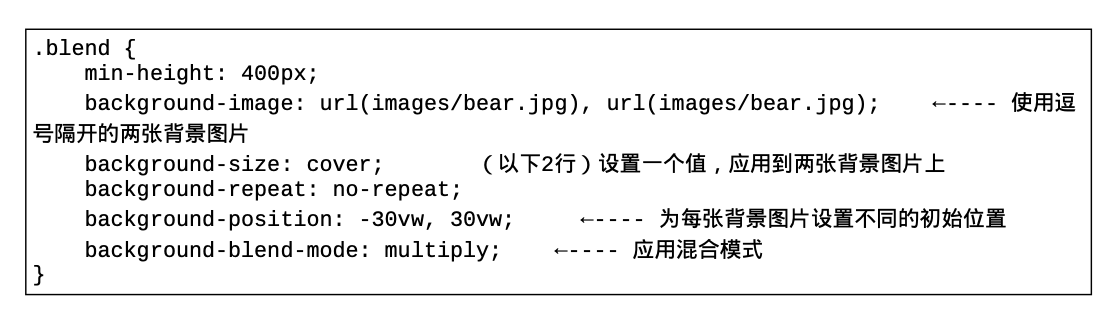 .blend {
    min-height: 400px;
    background-image: url(images/bear.jpg), url(images/bear.jpg);    ←---- 使用逗
号隔开的两张背景图片
    background-size: cover;        （以下2行）设置一个值，应用到两张背景图片上
    background-repeat: no-repeat;
    background-position: -30vw, 30vw;     ←---- 为每张背景图片设置不同的初始位置
    background-blend-mode: multiply;    ←---- 应用混合模式
}